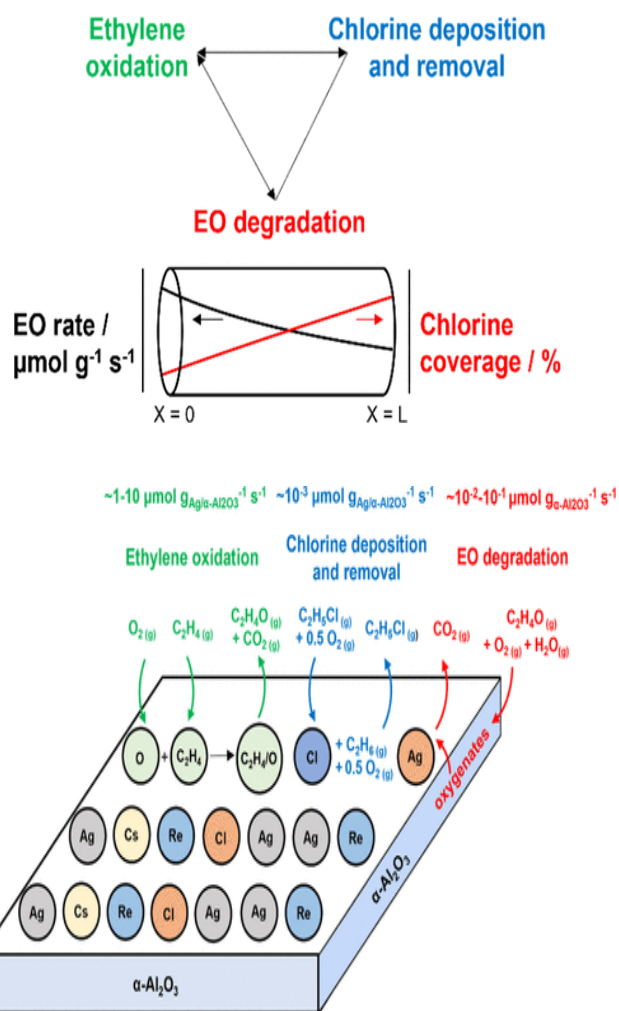 Ethylene
oxidation
Chlorine deposition
and removal
EO degradation
EO rate /
µmol g⁻¹ s⁻¹
Chlorine
coverage / %
X = 0
X = L
~1-10 µmol g_Ag/α-Al2O3⁻¹ s⁻¹
~10⁻³ µmol g_Ag/α-Al2O3⁻¹ s⁻¹
~10⁻²-10⁻¹ µmol g_α-Al2O3⁻¹ s⁻¹
Ethylene oxidation
Chlorine deposition
and removal
EO degradation
O₂ (g)
C₂H₄ (g)
C₂H₄O (g)
+ CO₂ (g)
C₂H₅Cl (g)
+ 0.5 O₂ (g)
C₂H₅Cl (g)
CO₂ (g)
C₂H₄O (g)
+ O₂ (g) + H₂O(g)
O
+
C₂H₄
C₂H₄/O
Cl
+ C₂H₆ (g)
+ 0.5 O₂ (g)
Ag
oxygenates
Ag Cs Re Cl Ag Ag Re
Ag Cs Re Cl Ag Ag Re
α-Al₂O₃
α-Al₂O₃